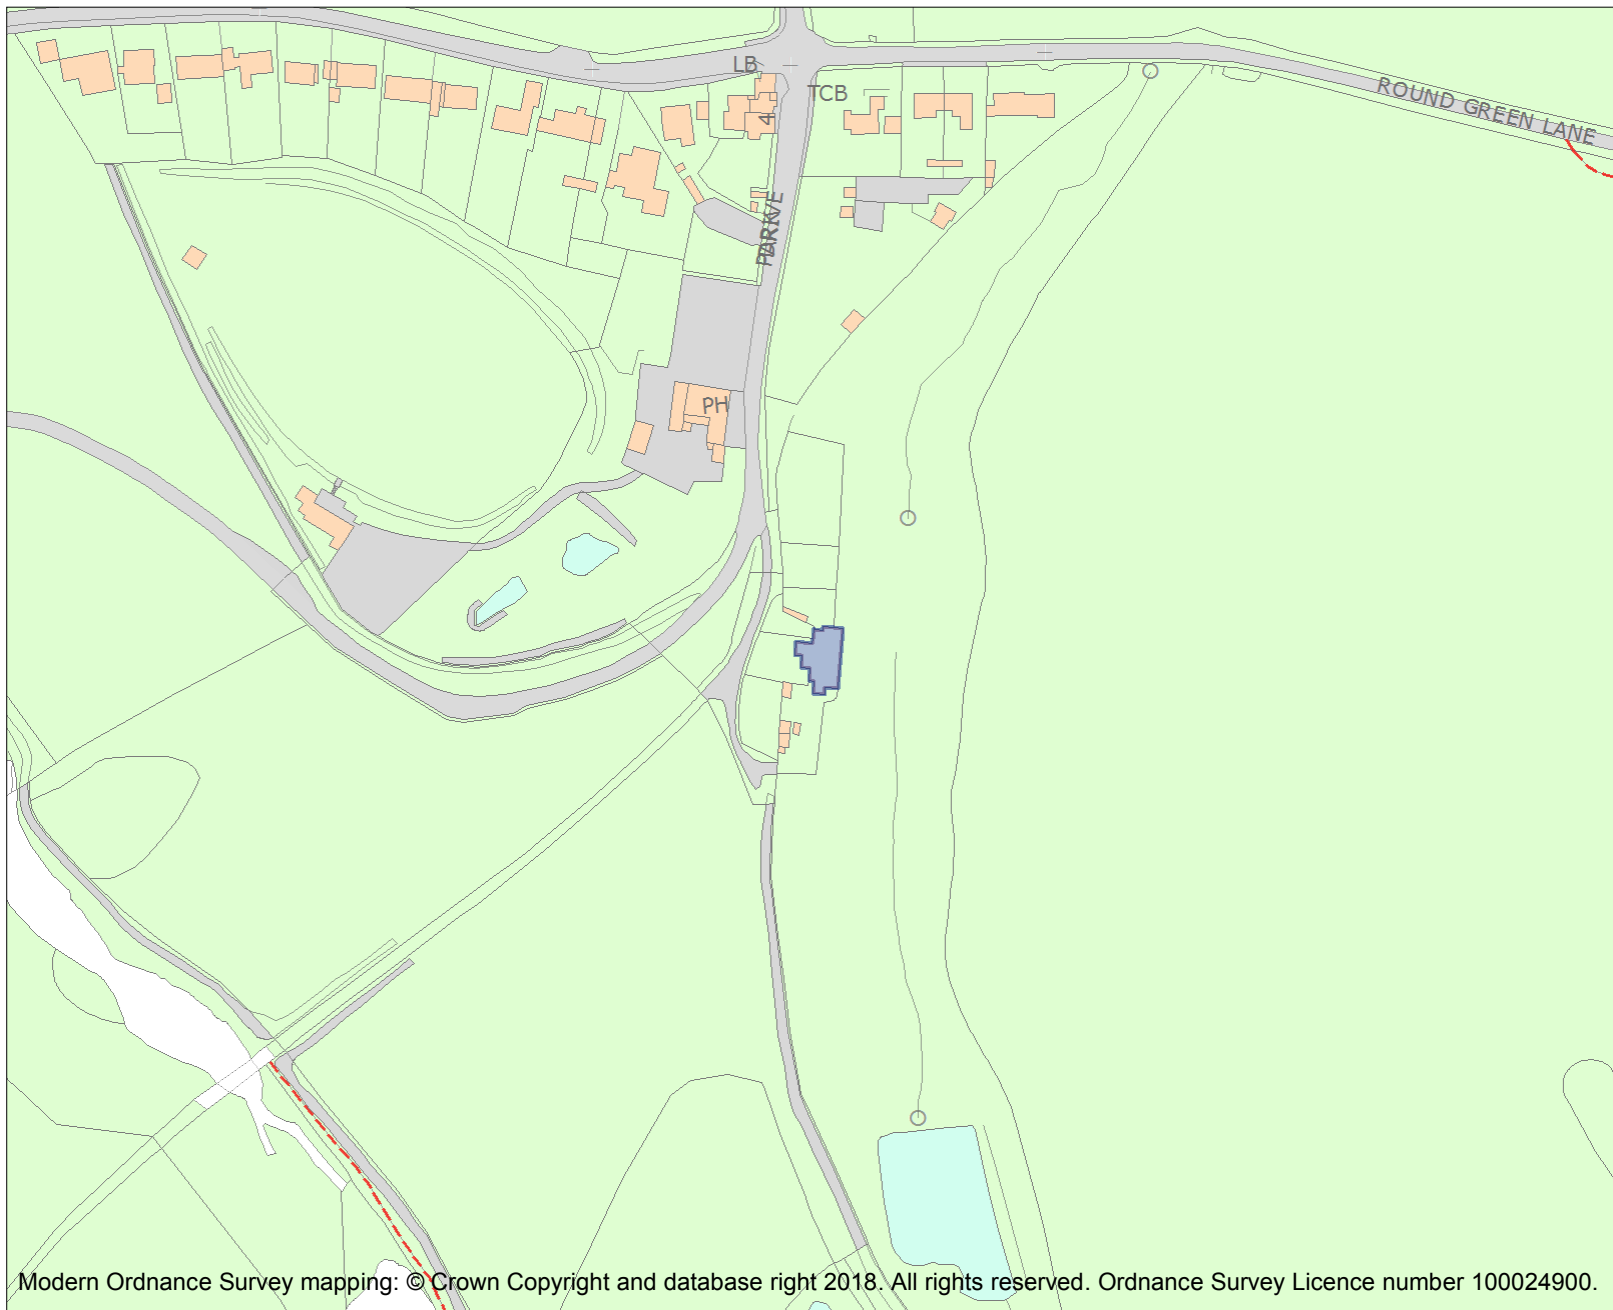 LB
TCB
ROUND GREEN LANE
4
PH
Modern Ordnance Survey mapping: © Crown Copyright and database right 2018. All rights reserved. Ordnance Survey Licence number 100024900.